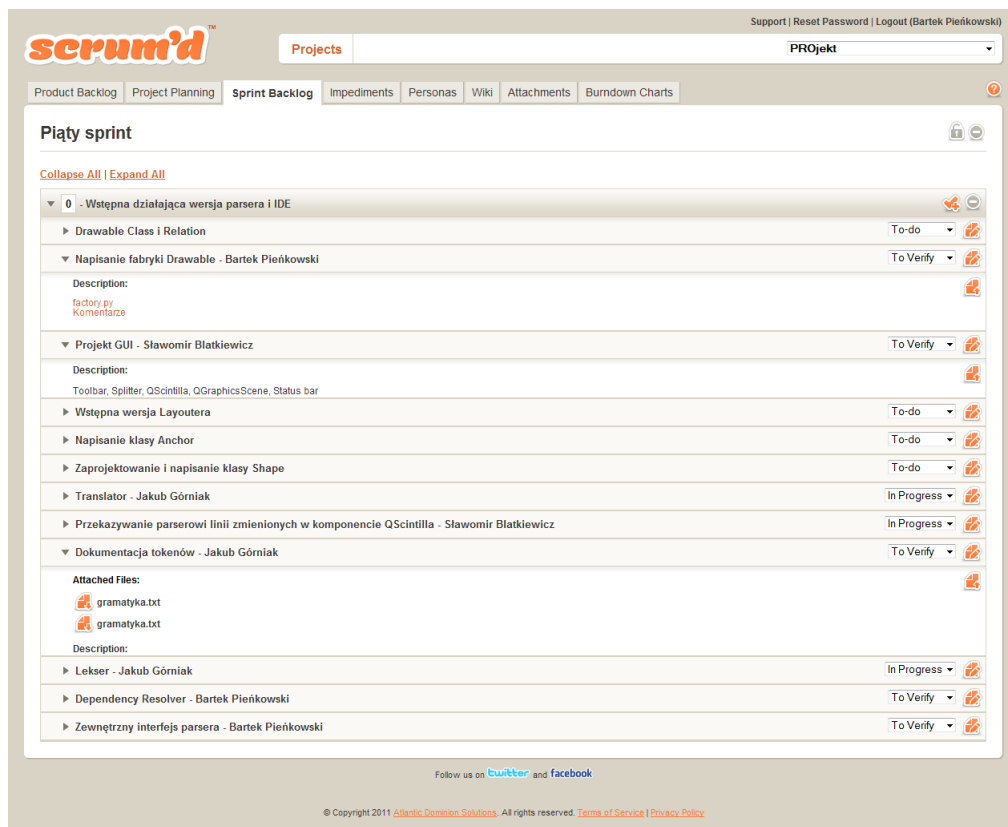 Support | Reset Password | Logout (Bartek Pieńkowski)
scrum'd™
Projects
PROjekt
Product Backlog
Project Planning
Sprint Backlog
Impediments
Personas
Wiki
Attachments
Burndown Charts
?
Piąty sprint
Collapse All | Expand All
0 - Wstępna działająca wersja parsera i IDE
Drawable Class i Relation To-do
Napisanie fabryki Drawable - Bartek Pieńkowski To Verify
Description:
factory.py
Komentarze
Projekt GUI - Sławomir Blatkiewicz To Verify
Description:
Toolbar, Splitter, QScintilla, QGraphicsScene, Status bar
Wstępna wersja Layoutera To-do
Napisanie klasy Anchor To-do
Zaprojektowanie i napisanie klasy Shape To-do
Translator - Jakub Górniak In Progress
Przekazywanie parserowi linii zmienionych w komponencie QScintilla - Sławomir Blatkiewicz In Progress
Dokumentacja tokenów - Jakub Górniak To Verify
Attached Files:
gramatyka.txt
gramatyka.txt
Description:
Lekser - Jakub Górniak In Progress
Dependency Resolver - Bartek Pieńkowski To Verify
Zewnętrzny interfejs parsera - Bartek Pieńkowski To Verify
Follow us on twitter and facebook
© Copyright 2011 Atlantic Dominion Solutions. All rights reserved. Terms of Service | Privacy Policy